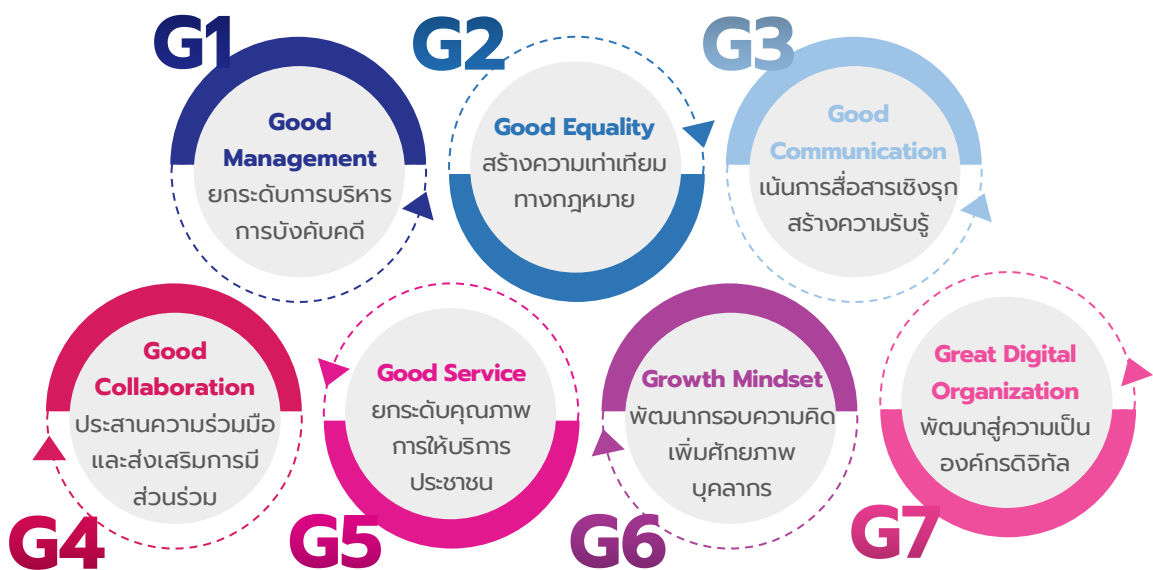 G1
Good
Management
ยกระดับการบริหาร
การบังคับคดี
G2
Good Equality
สร้างความเท่าเทียม
ทางกฎหมาย
G3
Good
Communication
เน้นการสื่อสารเชิงรุก
สร้างความรับรู้
Good
Collaboration
ประสานความร่วมมือ
และส่งเสริมการมี
ส่วนร่วม
G4
Good Service
ยกระดับคุณภาพ
การให้บริการ
ประชาชน
G5
Growth Mindset
พัฒนากรอบความคิด
เพิ่มศักยภาพ
บุคลากร
G6
Great Digital
Organization
พัฒนาสู่ความเป็น
องค์กรดิจิทัล
G7